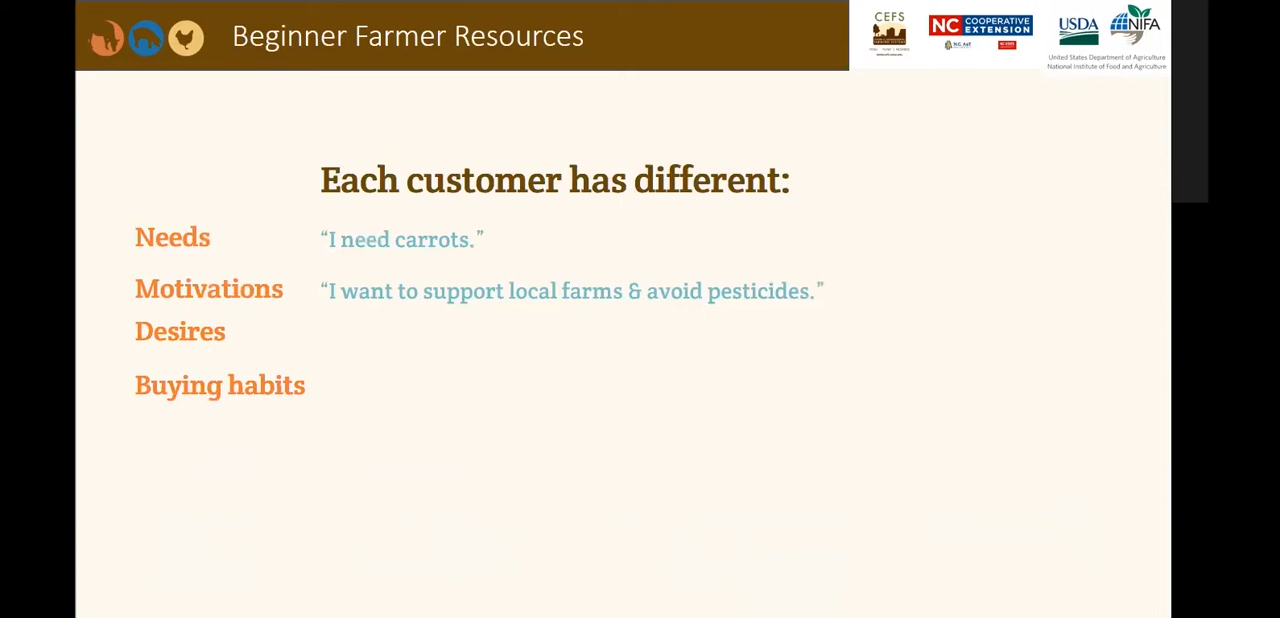 Beginner Farmer Resources
CEFS
NC COOPERATIVE EXTENSION
USDA
NIFA
United States Department of Agriculture
National Institute of Food and Agriculture
Each customer has different:
Needs “I need carrots.”
Motivations “I want to support local farms & avoid pesticides.”
Desires
Buying habits